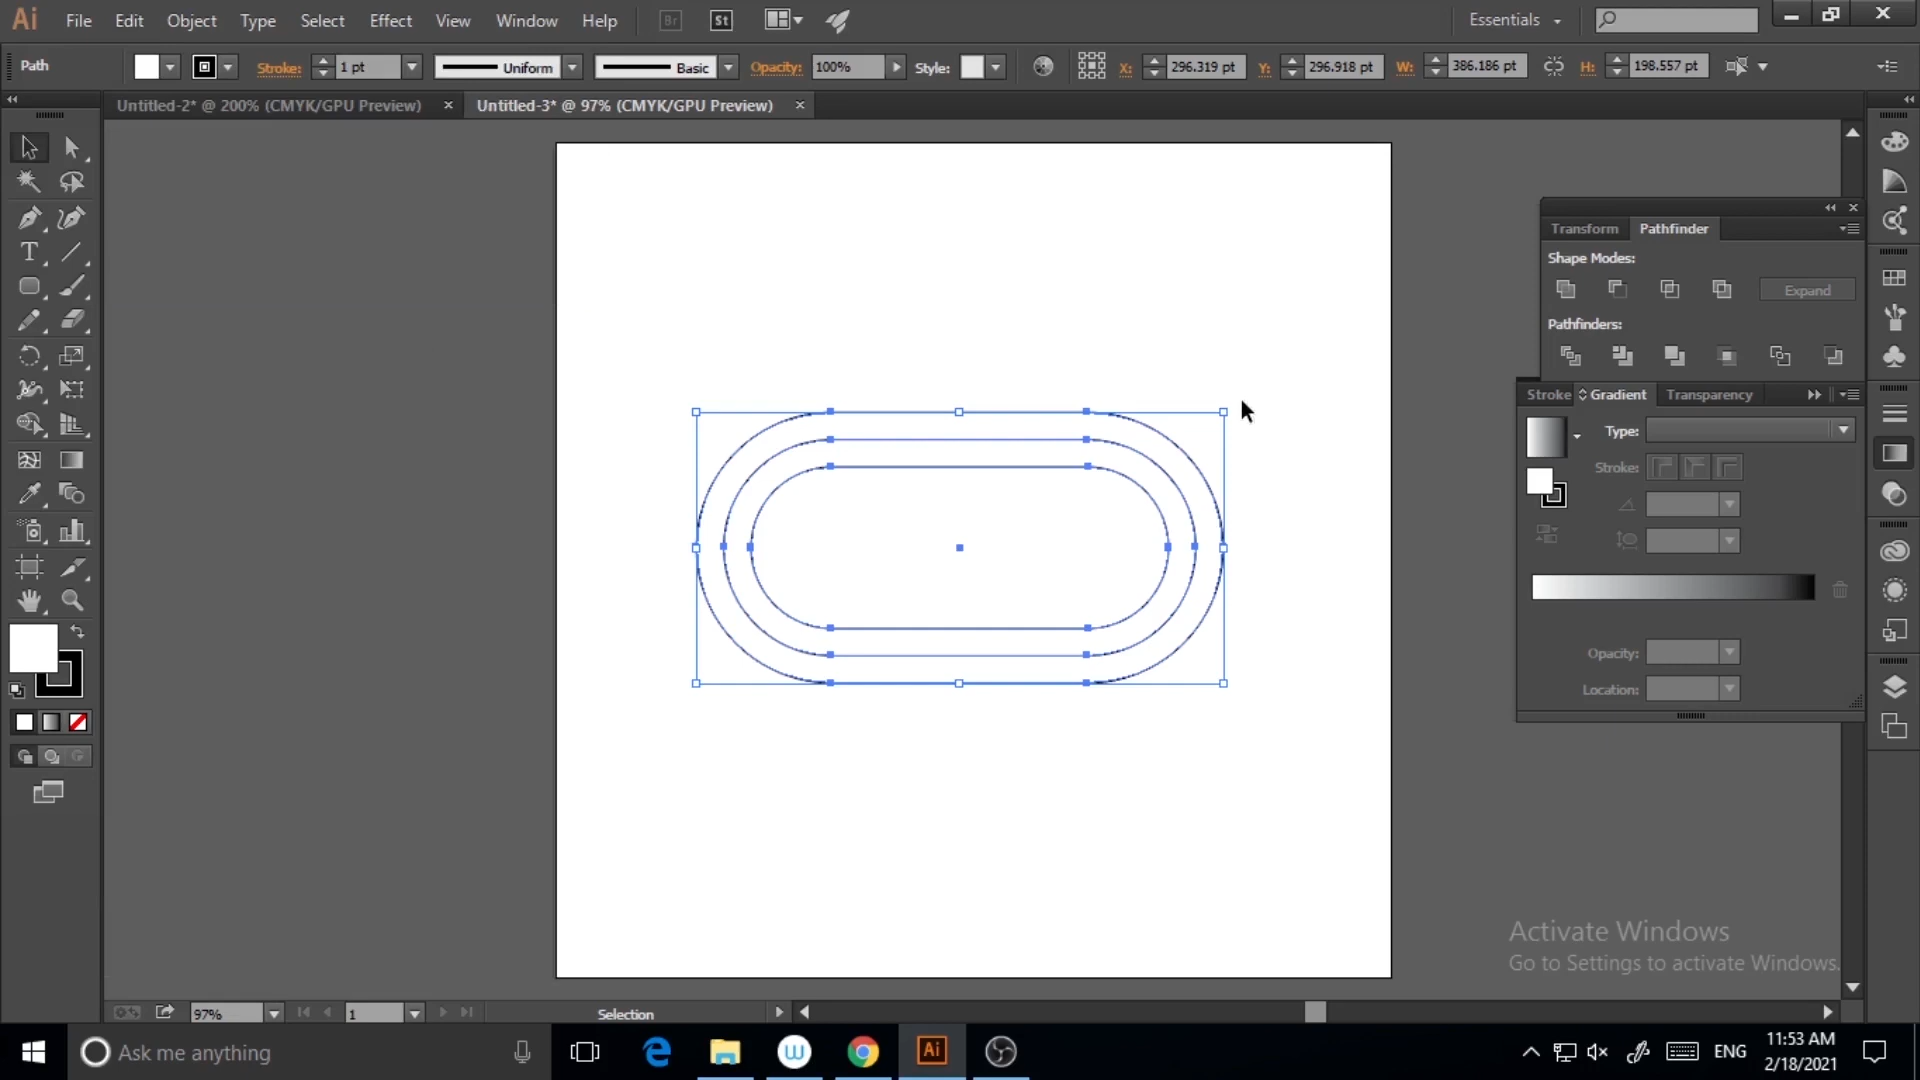 Ai File Edit Object Type Select Effect View Window Help Br St Essentials
Path Stroke: 1 pt Uniform Basic Opacity: 100% Style: X: 296.319 pt Y: 296.918 pt W: 386.186 pt H: 198.557 pt
Untitled-2* @ 200% (CMYK/GPU Preview) × Untitled-3* @ 97% (CMYK/GPU Preview) ×
Transform Pathfinder
Shape Modes:
Expand
Pathfinders:
Stroke Gradient Transparency
Type:
Stroke:
Opacity:
Location:
Activate Windows
Go to Settings to activate Windows.
97% 1 Selection
Ask me anything
Ai
ENG
11:53 AM
2/18/2021